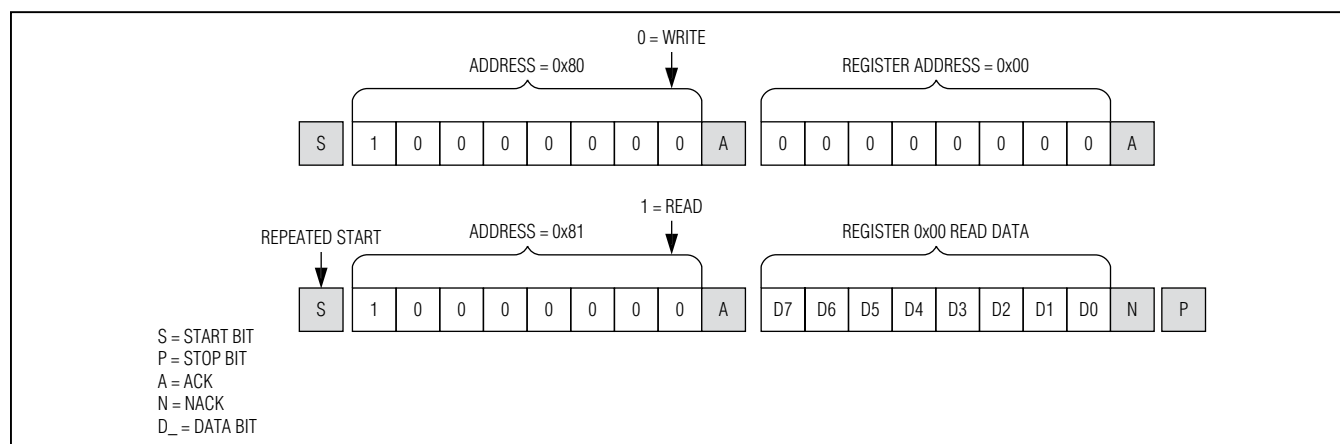 0 = WRITE
ADDRESS = 0x80 REGISTER ADDRESS = 0x00
S 1 0 0 0 0 0 0 0 A 0 0 0 0 0 0 0 0 A
1 = READ
REPEATED START ADDRESS = 0x81 REGISTER 0x00 READ DATA
S 1 0 0 0 0 0 0 0 A D7 D6 D5 D4 D3 D2 D1 D0 N P
S = START BIT
P = STOP BIT
A = ACK
N = NACK
D_ = DATA BIT